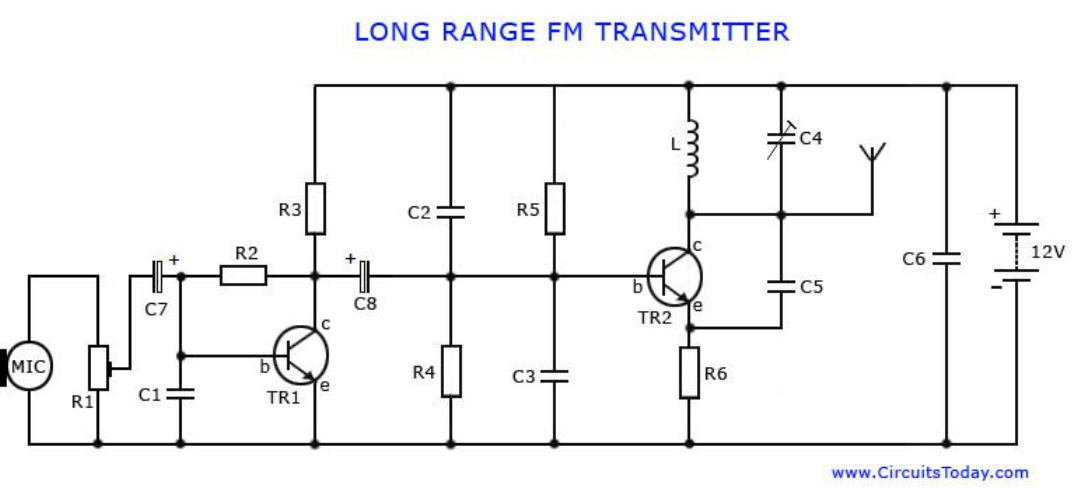 LONG RANGE FM TRANSMITTER
L
C4
R3
C2
R5
c
+
12V
R2
+
+
C7
C8
b
TR2
e
C5
C6
-
MIC
R1
C1
b
c
e
TR1
R4
C3
R6
www.CircuitsToday.com